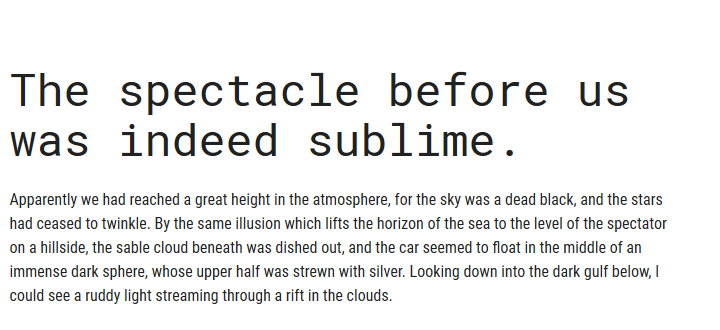 The spectacle before us
was indeed sublime.
Apparently we had reached a great height in the atmosphere, for the sky was a dead black, and the stars
had ceased to twinkle. By the same illusion which lifts the horizon of the sea to the level of the spectator
on a hillside, the sable cloud beneath was dished out, and the car seemed to float in the middle of an
immense dark sphere, whose upper half was strewn with silver. Looking down into the dark gulf below, I
could see a ruddy light streaming through a rift in the clouds.